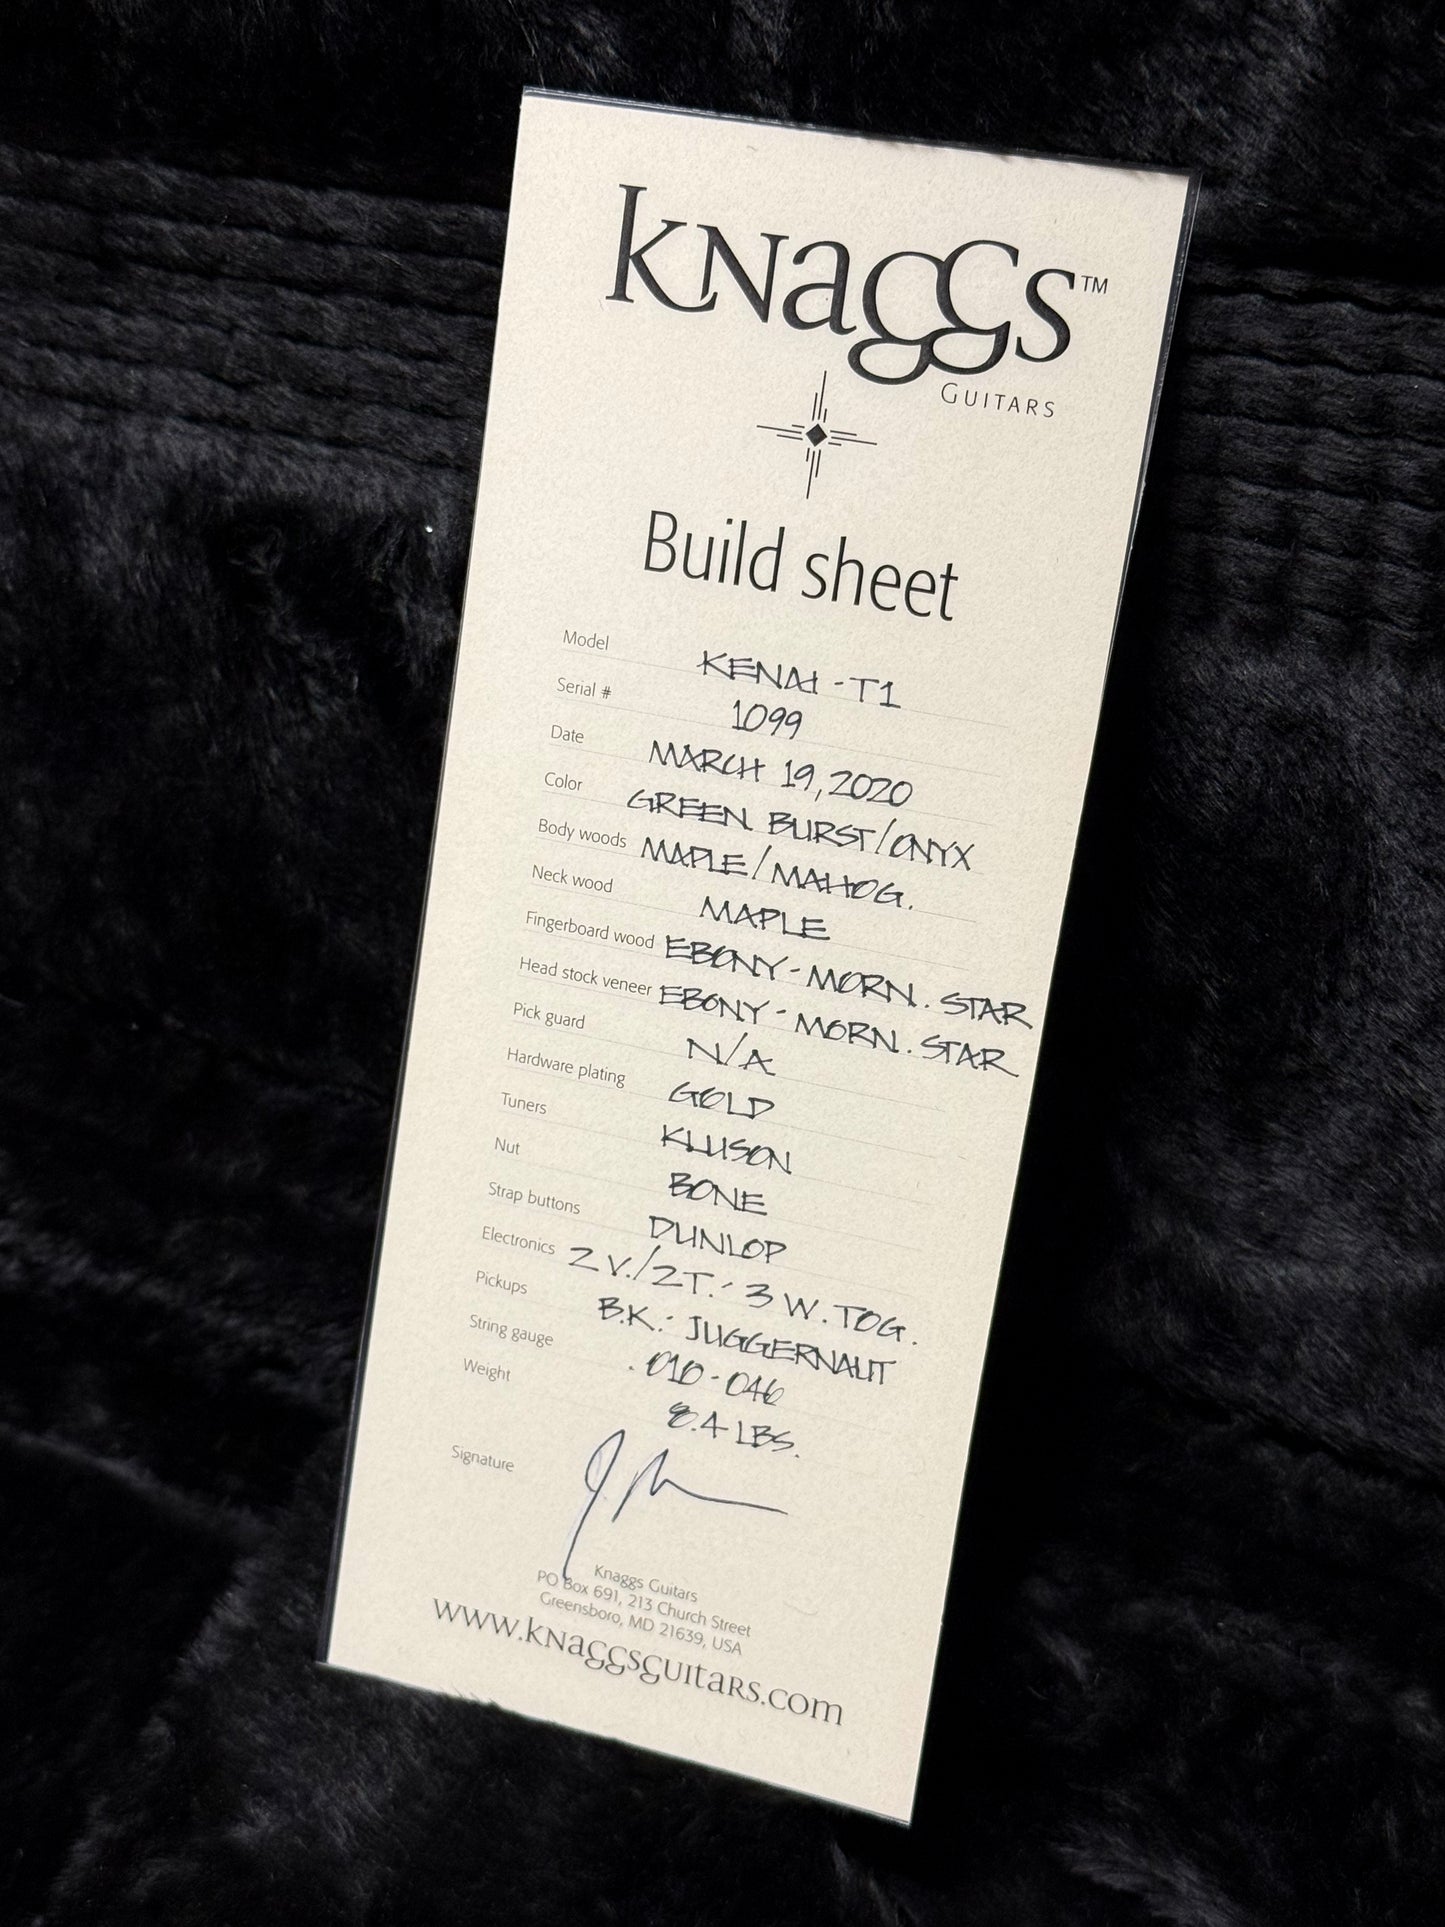 KNaGGs™
GUITARS
Build sheet
Model KENAI - T1
Serial # 1099
Date MARCH 19, 2020
Color GREEN BURST/ONYX
Body woods MAPLE/MAHOG.
Neck wood MAPLE
Fingerboard wood EBONY - MORN. STAR
Head stock veneer EBONY - MORN. STAR
Pick guard N/A
Hardware plating GOLD
Tuners KLUSON
Nut BONE
Strap buttons DUNLOP
Electronics 2 V./2T.- 3 W. TOG.
Pickups B.K.: JUGGERNAUT
String gauge .010 - 046
Weight 8.4 LBS.
Signature
Knaggs Guitars
PO Box 691, 213 Church Street
Greensboro, MD 21639, USA
www.knaggsguitars.com